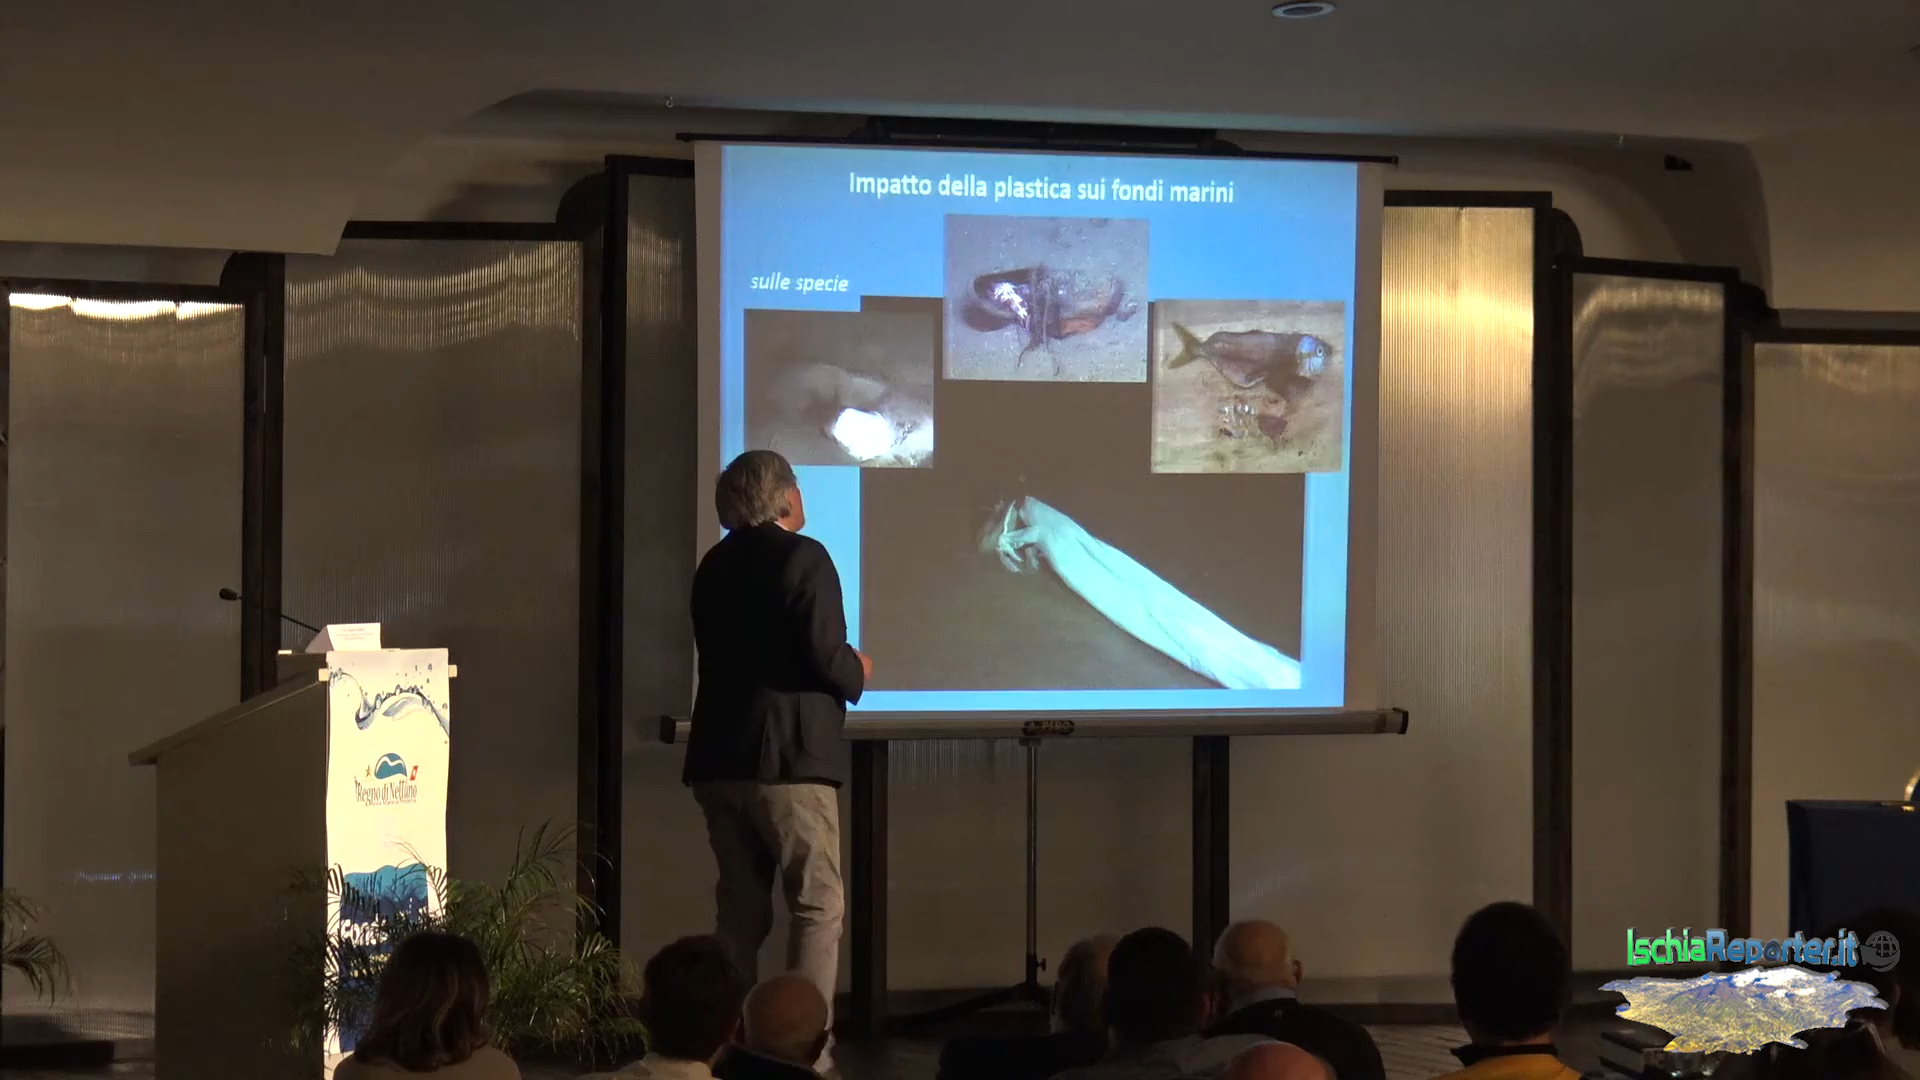 Impatto della plastica sui fondi marini
sulle specie
Regno di Nettuno
IschiaReporter.it